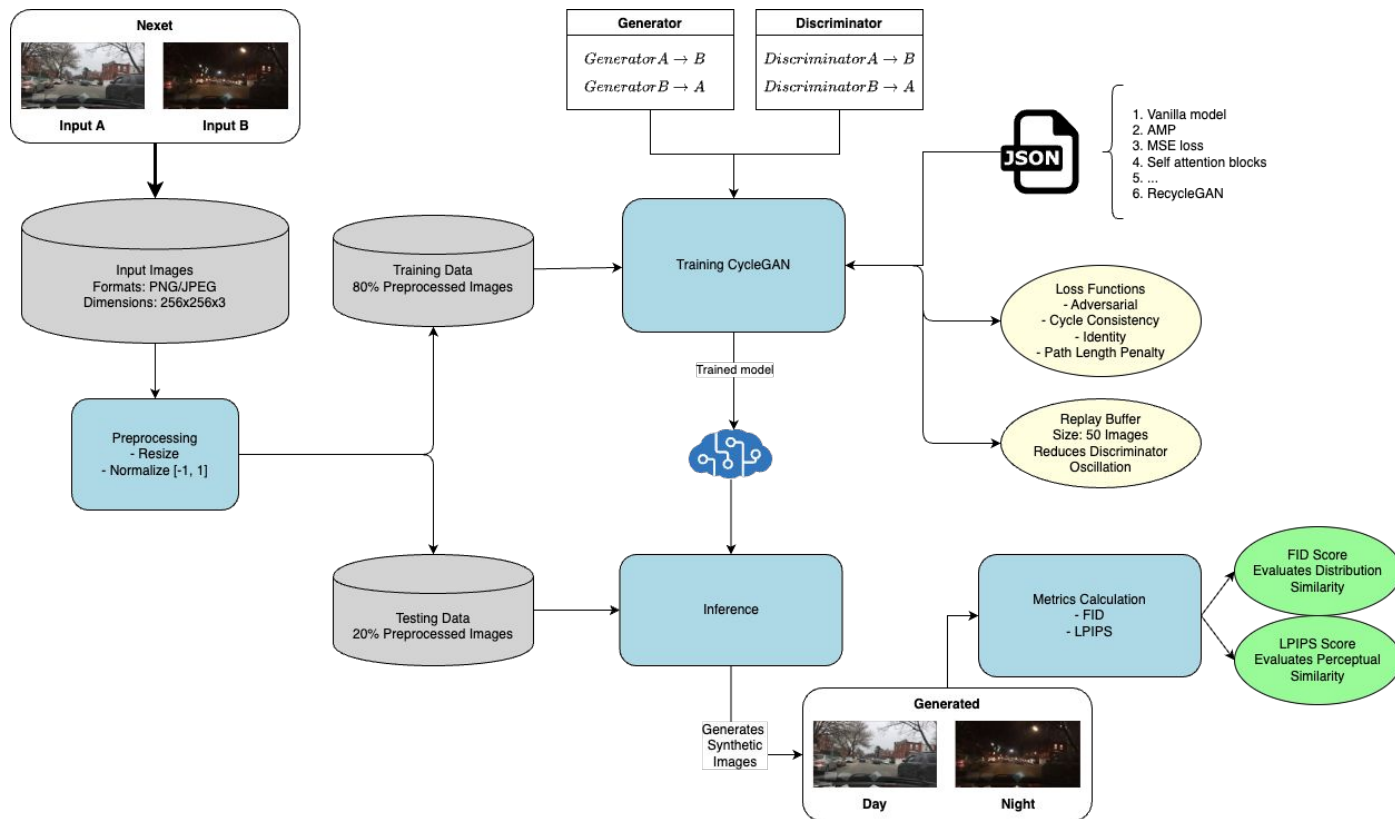 Nexet
Input A
Input B
Generator
GeneratorA → B
GeneratorB → A
Discriminator
DiscriminatorA → B
DiscriminatorB → A
JSON
1. Vanilla model
2. AMP
3. MSE loss
4. Self attention blocks
5. ...
6. RecycleGAN
Input Images
Formats: PNG/JPEG
Dimensions: 256x256x3
Training Data
80% Preprocessed Images
Training CycleGAN
Loss Functions
- Adversarial
- Cycle Consistency
- Identity
- Path Length Penalty
Trained model
Preprocessing
- Resize
- Normalize [-1, 1]
Replay Buffer
Size: 50 Images
Reduces Discriminator
Oscillation
Testing Data
20% Preprocessed Images
Inference
Metrics Calculation
- FID
- LPIPS
FID Score
Evaluates Distribution
Similarity
LPIPS Score
Evaluates Perceptual
Similarity
Generates
Synthetic
Images
Generated
Day
Night